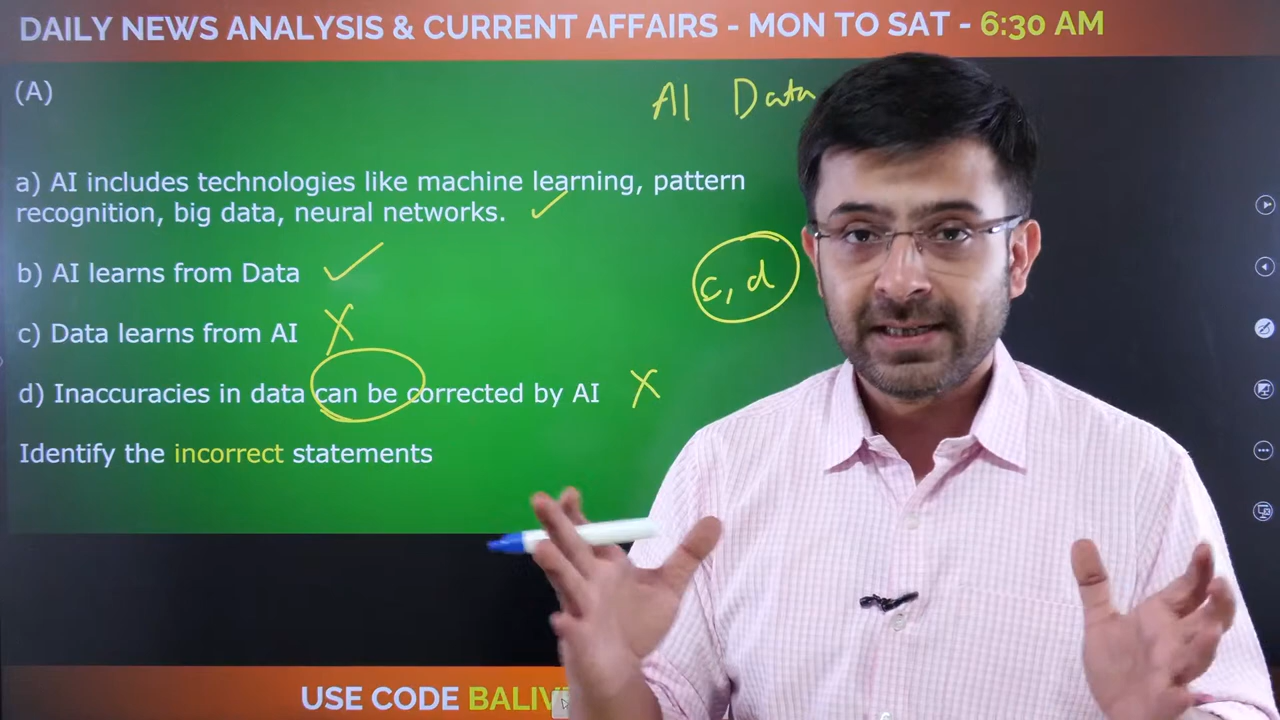 DAILY NEWS ANALYSIS & CURRENT AFFAIRS - MON TO SAT - 6:30 AM
(A)
AI Data
a) AI includes technologies like machine learning, pattern
recognition, big data, neural networks.
b) AI learns from Data
c, d
c) Data learns from AI
d) Inaccuracies in data can be corrected by AI
Identify the incorrect statements
USE CODE